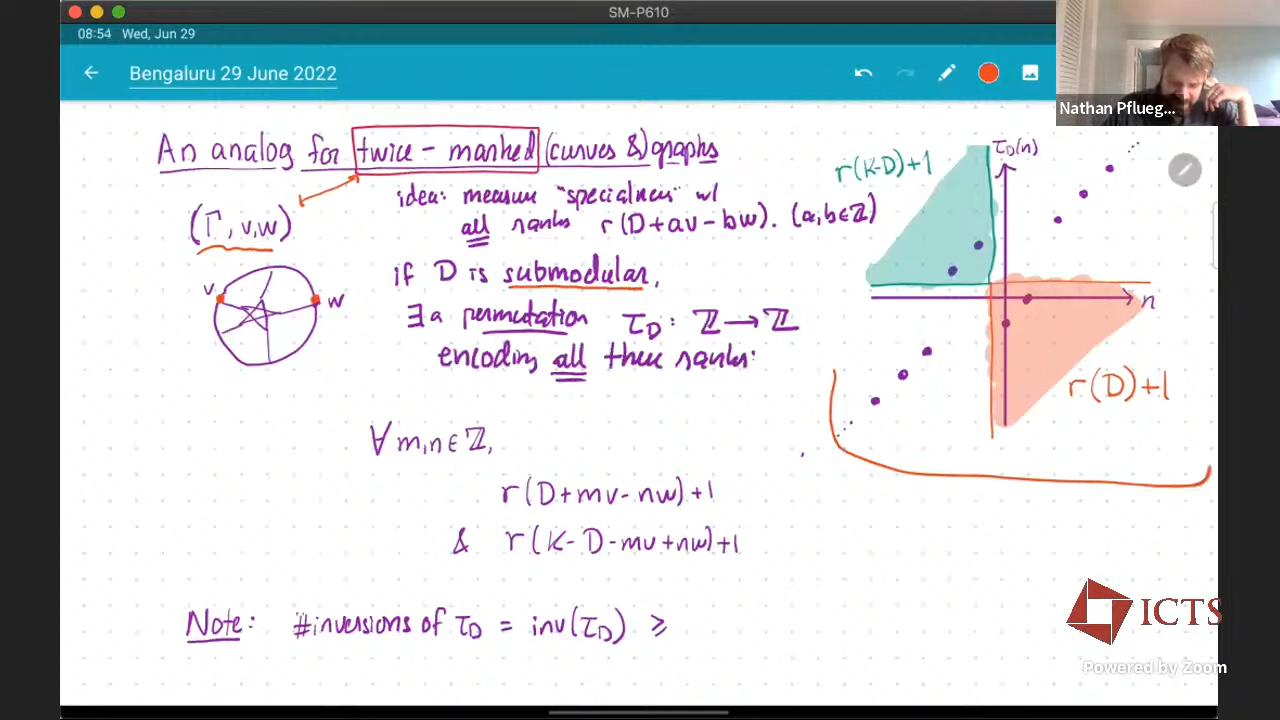 SM-P610
08:54 Wed, Jun 29
Bengaluru 29 June 2022
Nathan Pflueg...
An analog for twice-marked (curves &) graphs
(Γ, v, w)
idea: measure "specialness" w/
all ranks r(D+av-bw). (a,b∈ℤ)
if D is submodular,
∃ a permutation τ_D: ℤ → ℤ
encoding all these ranks:
v
w
∀ m,n ∈ ℤ,
r(D+mv-nw)+1
& r(K-D-mv+nw)+1
Note: #inversions of τ_D = inv(τ_D) ≥
r(K-D)+1
τ_D(n)
n
r(D)+1
ICTS
Powered by Zoom